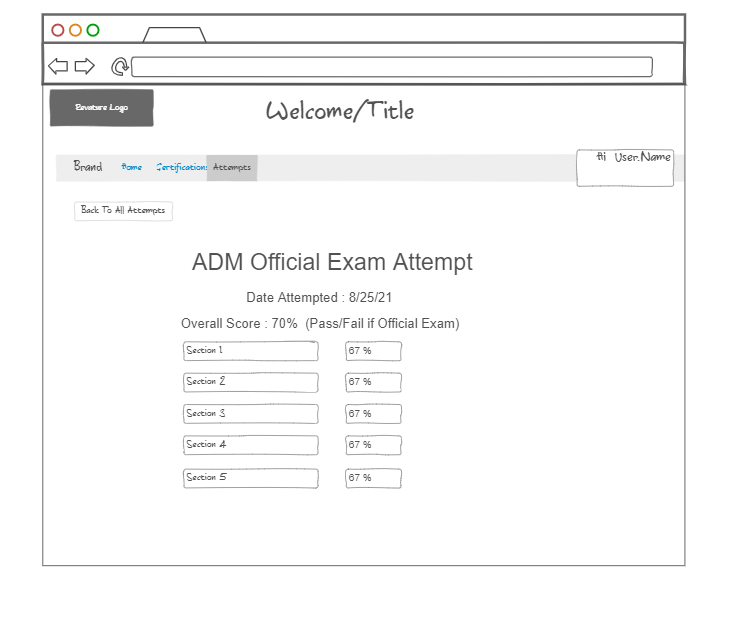 Revature Logo
Welcome/Title
Brand Home Certifications Attempts
Hi User.Name
Back To All Attempts
ADM Official Exam Attempt
Date Attempted : 8/25/21
Overall Score : 70% (Pass/Fail if Official Exam)
Section 1 67 %
Section 2 67 %
Section 3 67 %
Section 4 67 %
Section 5 67 %